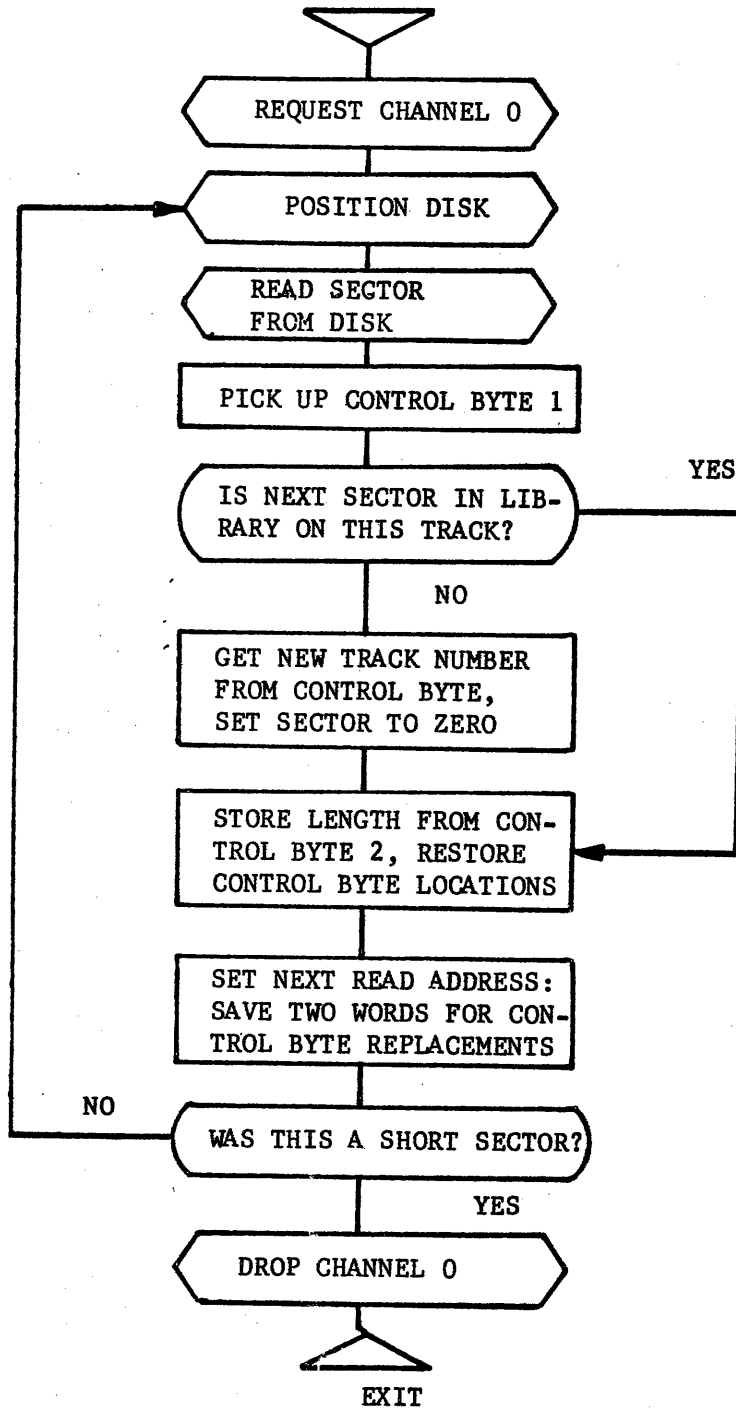 REQUEST CHANNEL 0
POSITION DISK
READ SECTOR
FROM DISK
PICK UP CONTROL BYTE 1
YES
IS NEXT SECTOR IN LIB-
RARY ON THIS TRACK?
NO
GET NEW TRACK NUMBER
FROM CONTROL BYTE,
SET SECTOR TO ZERO
STORE LENGTH FROM CON-
TROL BYTE 2, RESTORE
CONTROL BYTE LOCATIONS
SET NEXT READ ADDRESS:
SAVE TWO WORDS FOR CON-
TROL BYTE REPLACEMENTS
NO
WAS THIS A SHORT SECTOR?
YES
DROP CHANNEL 0
EXIT